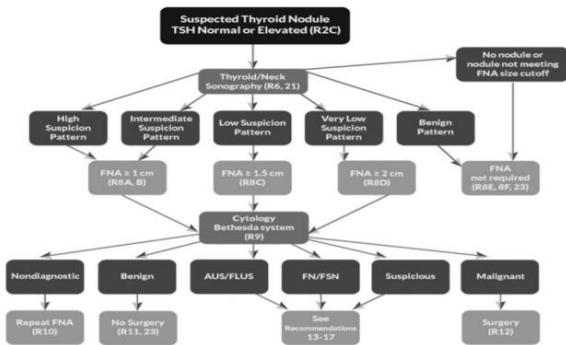 Suspected Thyroid Nodule
TSH Normal or Elevated (R2C)
No nodule or
nodule not meeting
FNA size cutoff
Thyroid/Neck
Sonography (R6, 21)
High
Suspicion
Pattern
Intermediate
Suspicion
Pattern
Low Suspicion
Pattern
Very Low
Suspicion
Pattern
Benign
Pattern
FNA ≥ 1 cm
(R8A, B)
FNA ≥ 1.5 cm
(R8C)
FNA ≥ 2 cm
(R8D)
FNA
not required
(R8E, 8F, 23)
Cytology
Bethesda system
(R9)
Nondiagnostic
Benign
AUS/FLUS
FN/FSN
Suspicious
Malignant
Repeat FNA
(R10)
No Surgery
(R11, 23)
See
Recommendations
13-17
Surgery
(R12)